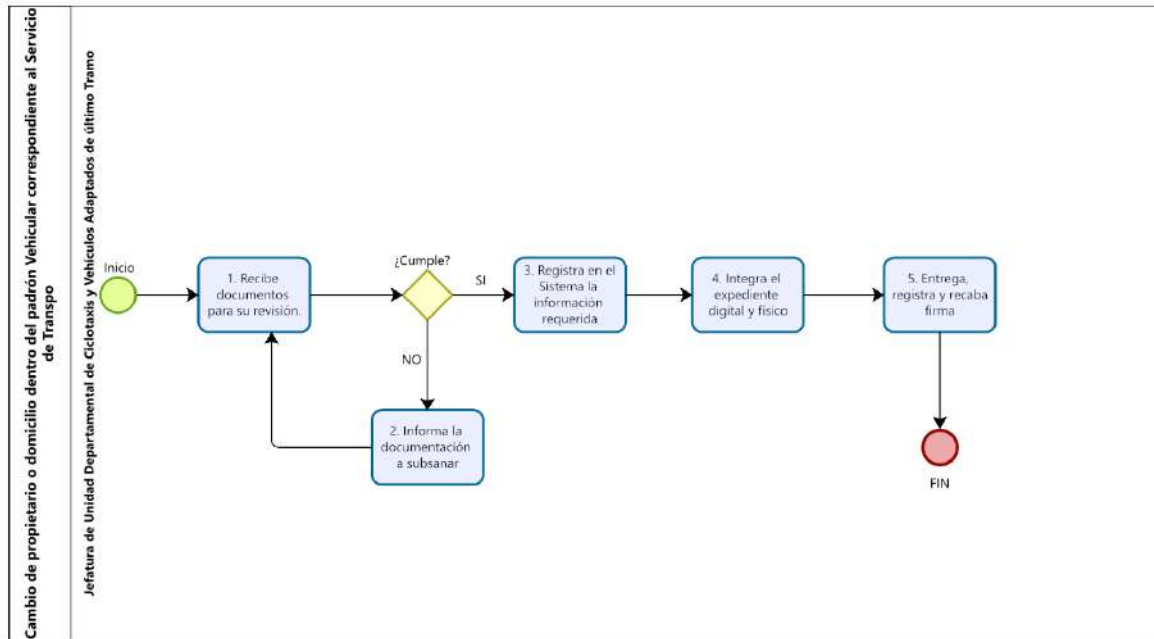 Cambio de propietario o domicilio dentro del padrón Vehicular correspondiente al Servicio
de Transpo
Jefatura de Unidad Departamental de Ciclotaxis y Vehículos Adaptados de último Tramo
Inicio
1. Recibe
documentos
para su revisión.
¿Cumple?
SI
NO
2. Informa la
documentación
a subsanar
3. Registra en el
Sistema la
información
requerida
4. Integra el
expediente
digital y físico
5. Entrega,
registra y recaba
firma
FIN